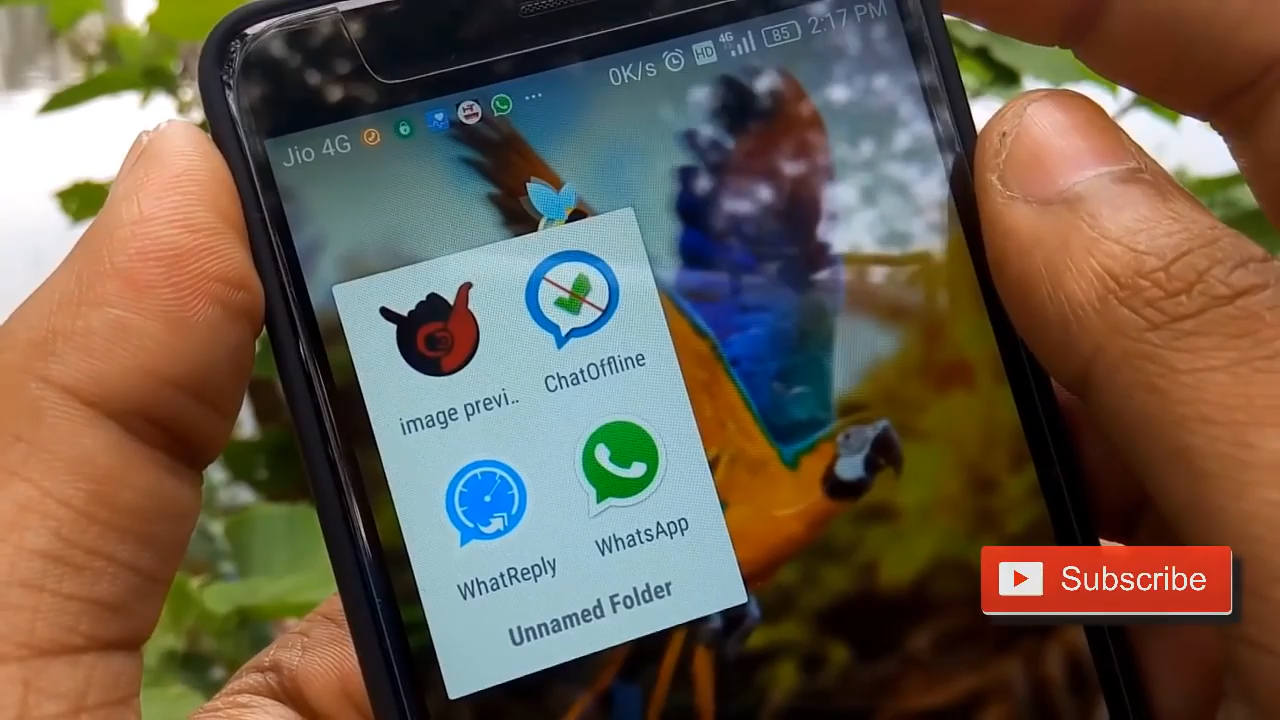 Jio 4G
0K/s HD 4G 85 2:17 PM
image previ..
ChatOffline
WhatReply
WhatsApp
Unnamed Folder
Subscribe